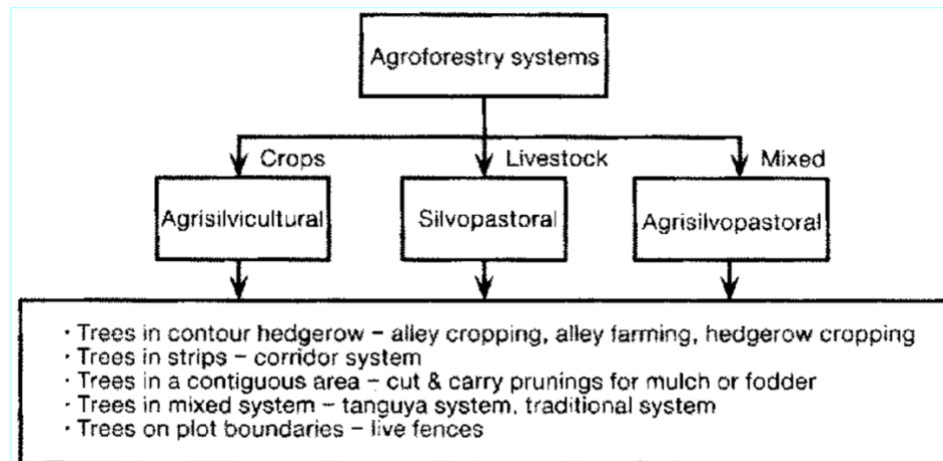 Agroforestry systems
Crops
Livestock
Mixed
Agrisilvicultural
Silvopastoral
Agrisilvopastoral
· Trees in contour hedgerow – alley cropping, alley farming, hedgerow cropping
· Trees in strips – corridor system
· Trees in a contiguous area – cut & carry prunings for mulch or fodder
· Trees in mixed system – tanguya system, traditional system
· Trees on plot boundaries – live fences